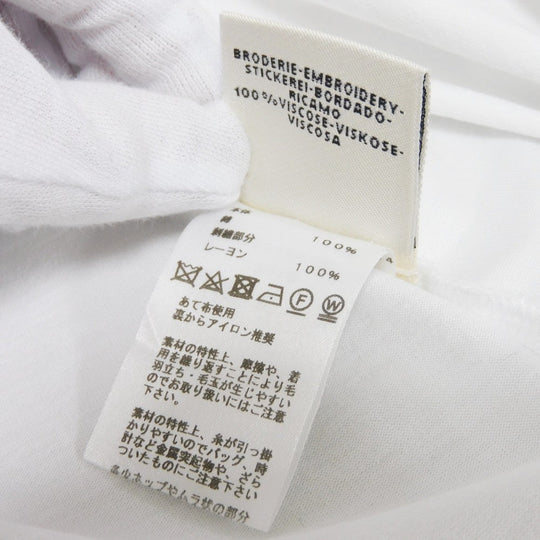 BRODERIE-EMBROIDERY-
STICKEREI-BORDADO-
RICAMO
100%VISCOSE-VISKOSE-
VISCOSA
綿 100%
刺繍部分
レーヨン 100%
F W
あて布使用
裏からアイロン推奨
素材の特性上、摩擦や、着
用を繰り返すことにより毛
羽立ち・毛玉が生じやすい
のでお取り扱いにはご注意
下さい。
素材の特性上、糸が引っ掛
かりやすいのでバッグ、時
計など金属突起物や、ざら
ついたものにご注意下さい